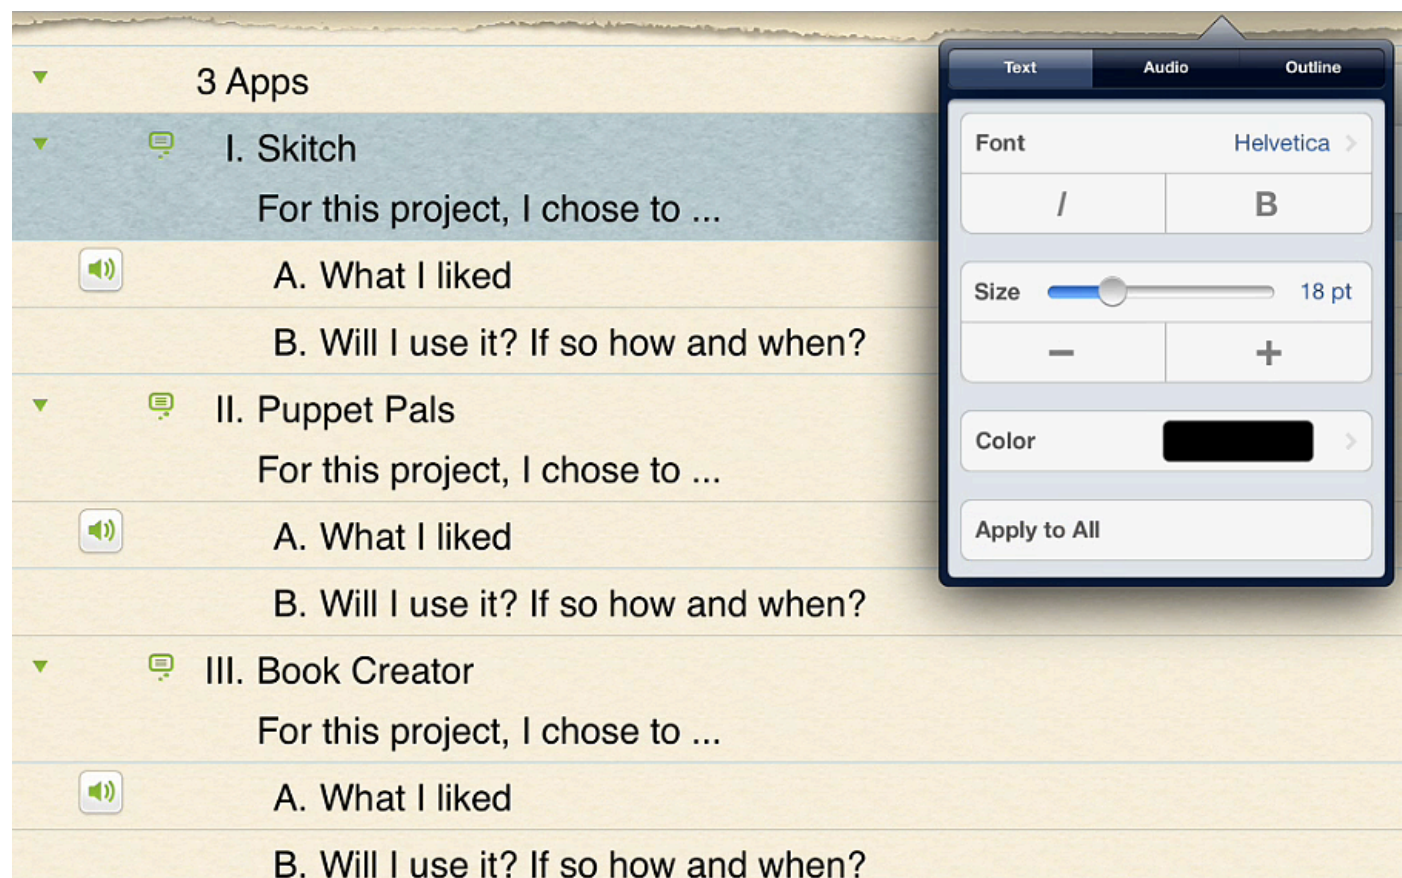 3 Apps
I. Skitch
For this project, I chose to ...
A. What I liked
B. Will I use it? If so how and when?
II. Puppet Pals
For this project, I chose to ...
A. What I liked
B. Will I use it? If so how and when?
III. Book Creator
For this project, I chose to ...
A. What I liked
B. Will I use it? If so how and when?
Text Audio Outline
Font Helvetica
I B
Size 18 pt
− +
Color
Apply to All